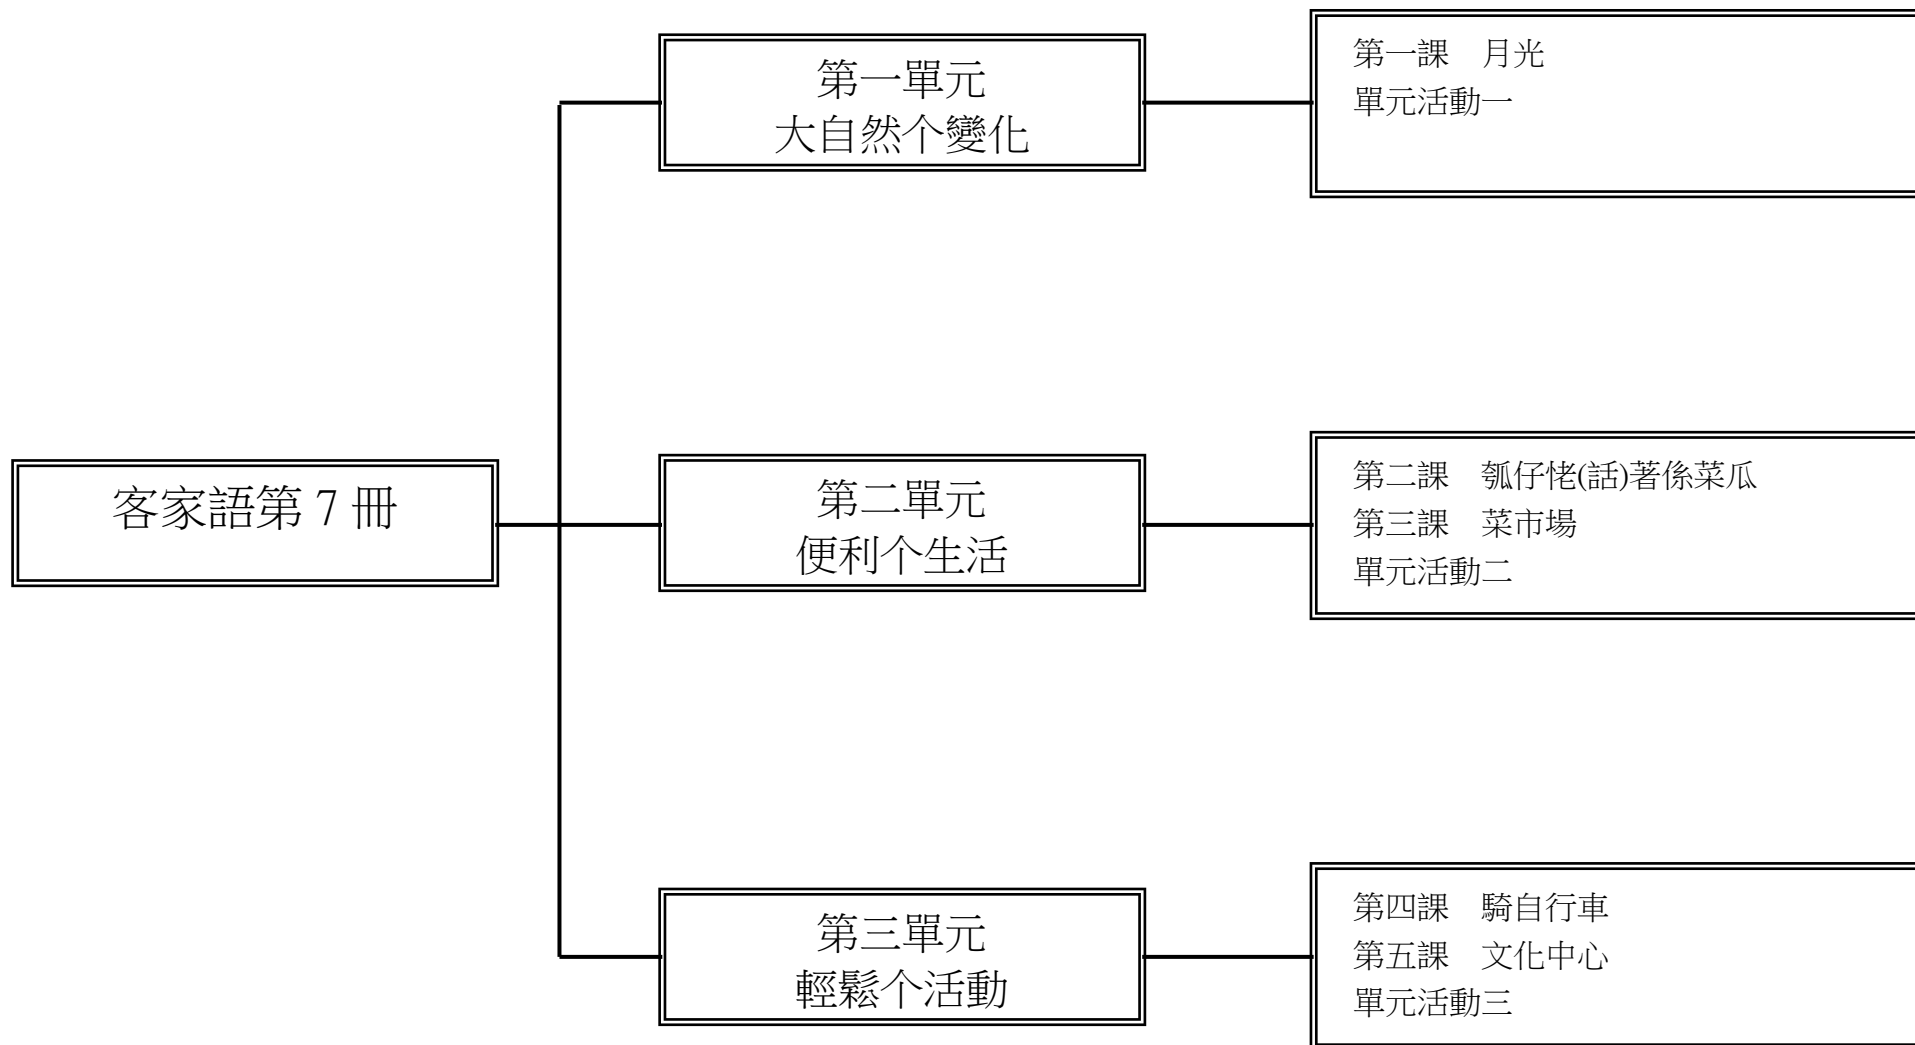 客家語第 7 冊
第一單元
大自然个變化
第一課　月光
單元活動一
第二單元
便利个生活
第二課　瓠仔恅(話)著係菜瓜
第三課　菜市場
單元活動二
第三單元
輕鬆个活動
第四課　騎自行車
第五課　文化中心
單元活動三